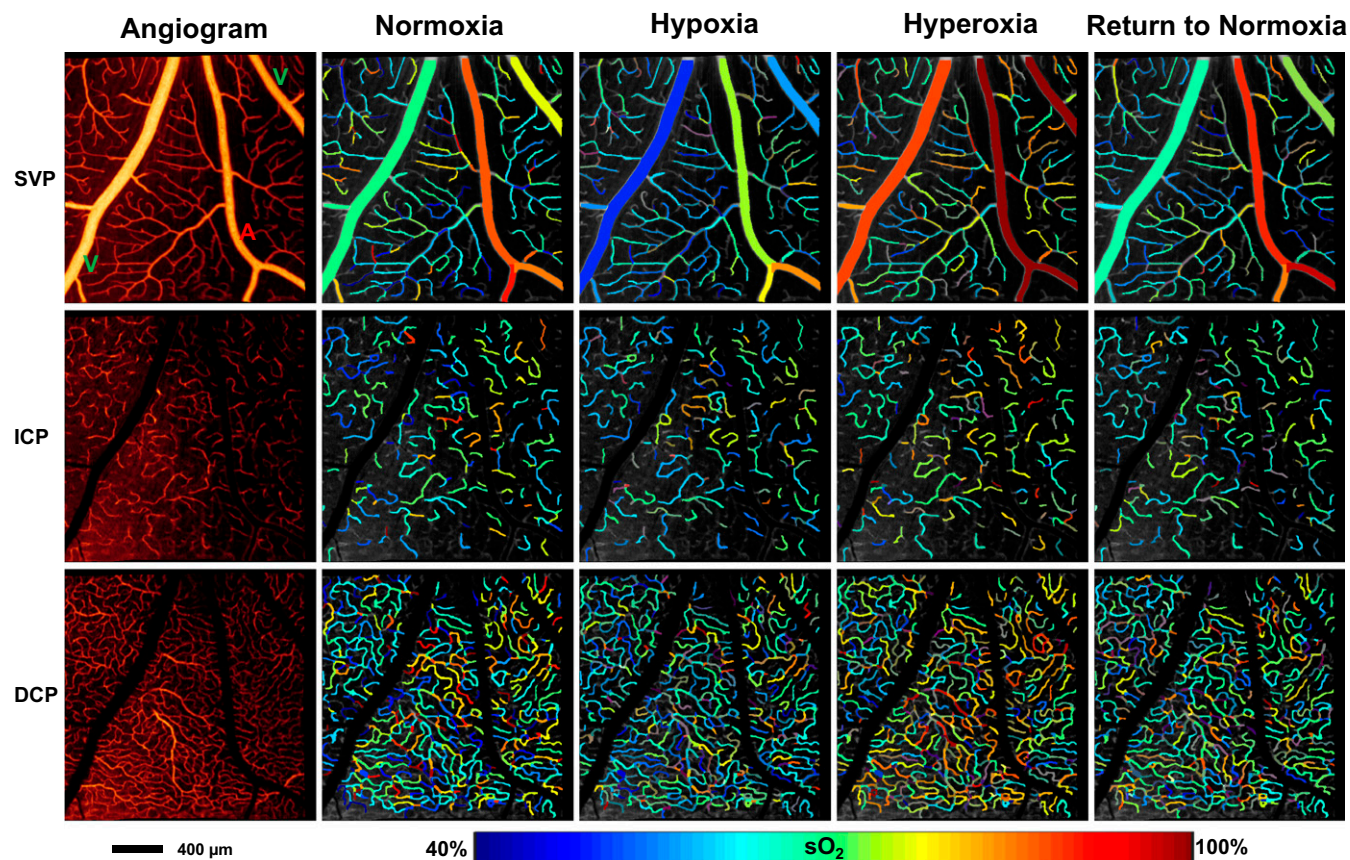 Angiogram Normoxia Hypoxia Hyperoxia Return to Normoxia
V
SVP
A
V
ICP
DCP
400 µm 40% sO₂ 100%